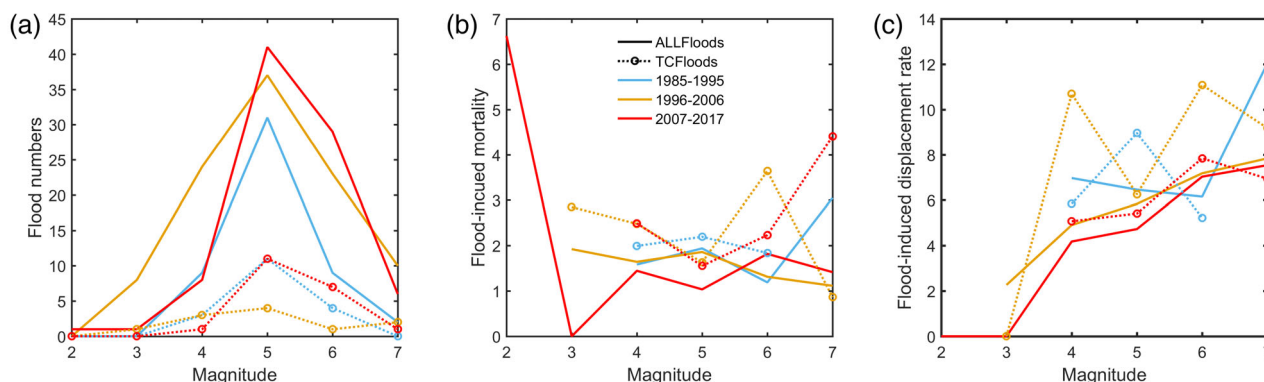 (a)
45
40
35
30
25
20
15
10
5
0
Flood numbers
2 3 4 5 6 7
Magnitude
(b)
7
6
5
4
3
2
1
0
Flood-incued mortality
ALLFloods
TCFloods
1985-1995
1996-2006
2007-2017
2 3 4 5 6 7
Magnitude
(c)
14
12
10
8
6
4
2
0
Flood-induced displacement rate
2 3 4 5 6 7
Magnitude